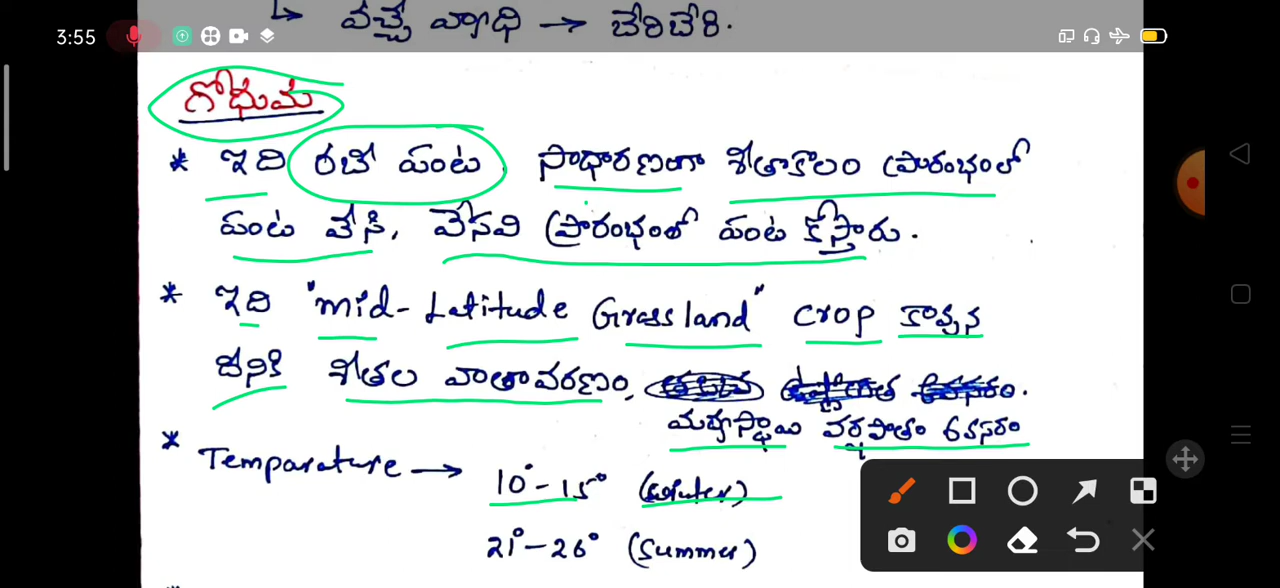 3:55
↳ వచ్చే వ్యాధి → బేరిబేరి.
గోధుమ
* ఇది రబీ పంట సాధారణంగా శీతాకాలం ప్రారంభంలో
పంట వేసి, వేసవి ప్రారంభంలో పంట కోస్తారు.
* ఇది "mid-Latitude Grassland" crop కావున
దీనికి శీతల వాతావరణం,
మధ్యస్థాయి వర్షపాతం అవసరం
* Temparature → 10°-15° (winter)
21°-26° (Summer)